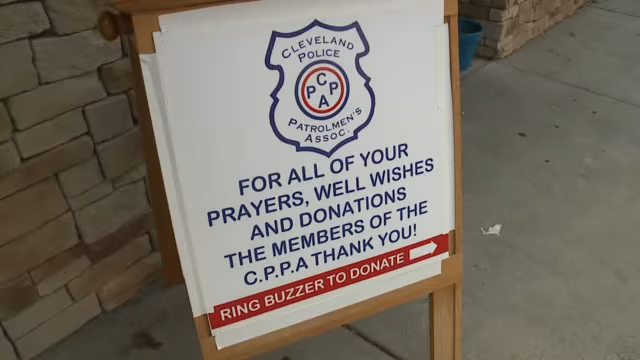 CLEVELAND
POLICE
C
P P
A
PATROLMEN'S
ASSOC.
FOR ALL OF YOUR
PRAYERS, WELL WISHES
AND DONATIONS
THE MEMBERS OF THE
C.P.P.A THANK YOU!
RING BUZZER TO DONATE